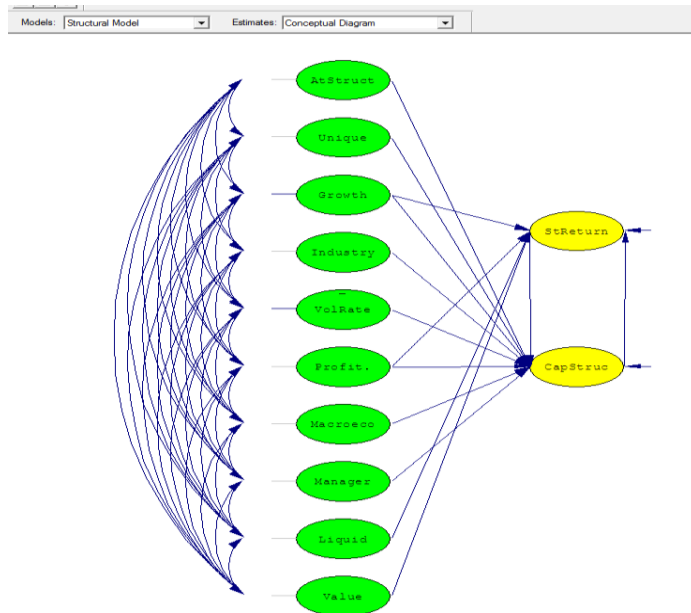 Models: Structural Model Estimates: Conceptual Diagram
AtStruct
Unique
Growth
StReturn
Industry
VolRate
Profit.
CapStruc
Macroeco
Manager
Liquid
Value